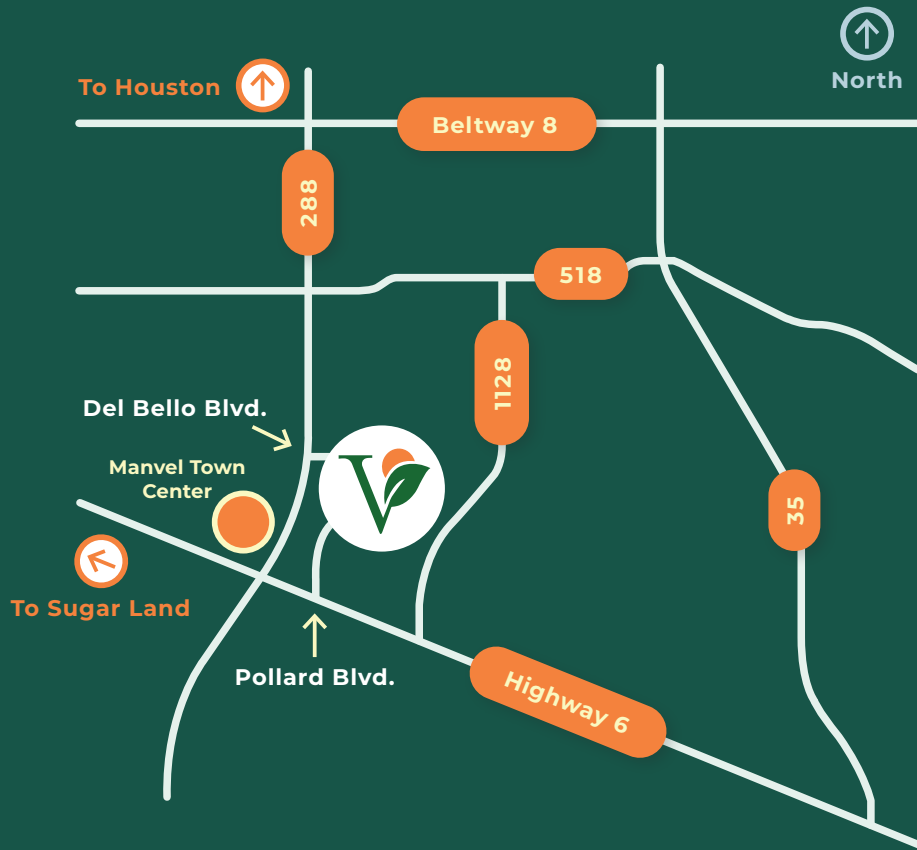 North
To Houston
Beltway 8
288
518
1128
Del Bello Blvd.
Manvel Town
Center
V
35
To Sugar Land
Pollard Blvd.
Highway 6